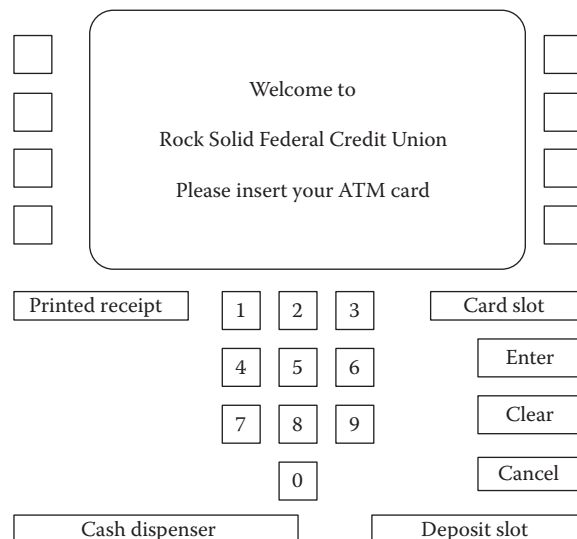 Welcome to
Rock Solid Federal Credit Union
Please insert your ATM card
Printed receipt
1 2 3
Card slot
4 5 6
Enter
7 8 9
Clear
0
Cancel
Cash dispenser
Deposit slot